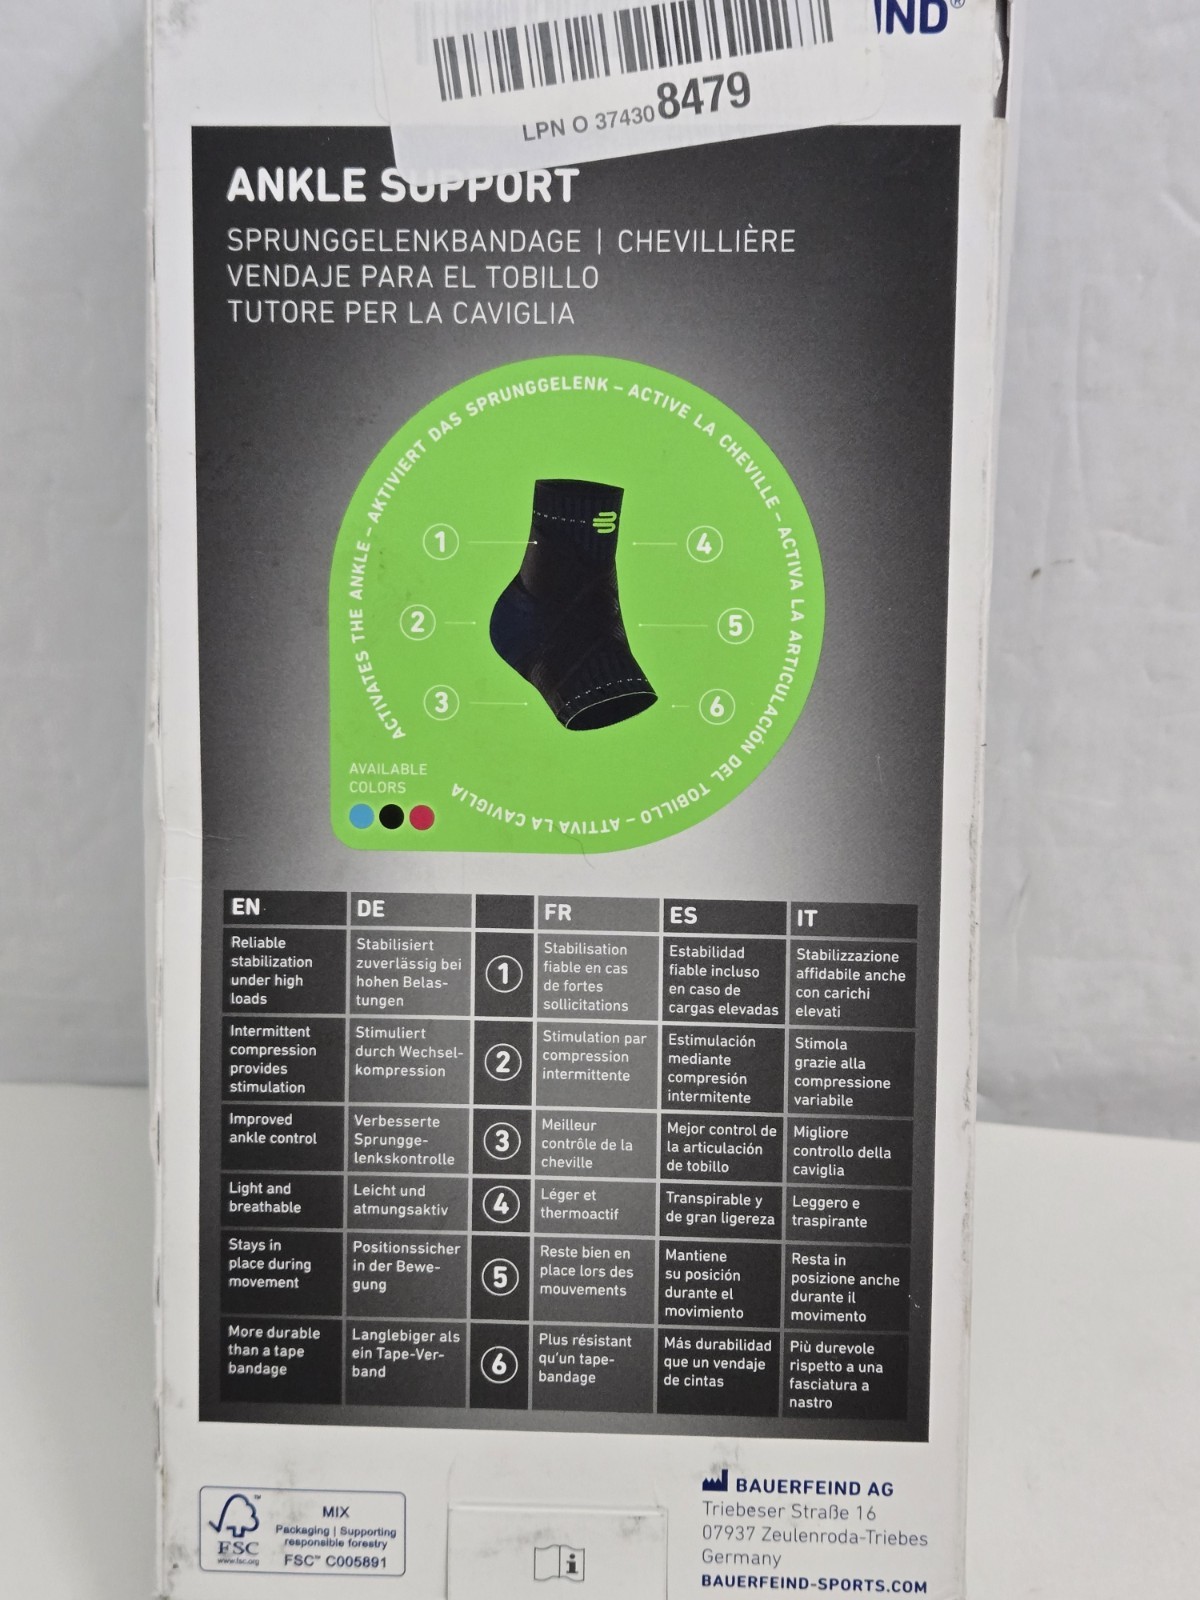 IND®
LPN O 374308479
ANKLE SUPPORT
SPRUNGGELENKBANDAGE | CHEVILLIÈRE
VENDAJE PARA EL TOBILLO
TUTORE PER LA CAVIGLIA
ACTIVATES THE ANKLE – AKTIVIERT DAS SPRUNGGELENK – ACTIVE LA CHEVILLE – ACTIVA LA ARTICULACIÓN DEL TOBILLO – ATTIVA LA CAVIGLIA
1
2
3
4
5
6
AVAILABLE
COLORS
EN
DE
FR
ES
IT
Reliable
stabilization
under high
loads
Stabilisiert
zuverlässig bei
hohen Belas-
tungen
1
Stabilisation
fiable en cas
de fortes
sollicitations
Estabilidad
fiable incluso
en caso de
cargas elevadas
Stabilizzazione
affidabile anche
con carichi
elevati
Intermittent
compression
provides
stimulation
Stimuliert
durch Wechsel-
kompression
2
Stimulation par
compression
intermittente
Estimulación
mediante
compresión
intermitente
Stimola
grazie alla
compressione
variabile
Improved
ankle control
Verbesserte
Sprungge-
lenkskontrolle
3
Meilleur
contrôle de la
cheville
Mejor control de
la articulación
de tobillo
Migliore
controllo della
caviglia
Light and
breathable
Leicht und
atmungsaktiv
4
Léger et
thermoactif
Transpirable y
de gran ligereza
Leggero e
traspirante
Stays in
place during
movement
Positionssicher
in der Bewe-
gung
5
Reste bien en
place lors des
mouvements
Mantiene
su posición
durante el
movimiento
Resta in
posizione anche
durante il
movimento
More durable
than a tape
bandage
Langlebiger als
ein Tape-Ver-
band
6
Plus résistant
qu'un tape-
bandage
Más durabilidad
que un vendaje
de cintas
Più durevole
rispetto a una
fasciatura a
nastro
FSC
www.fsc.org
MIX
Packaging | Supporting
responsible forestry
FSC™ C005891
i
BAUERFEIND AG
Triebeser Straße 16
07937 Zeulenroda-Triebes
Germany
BAUERFEIND-SPORTS.COM